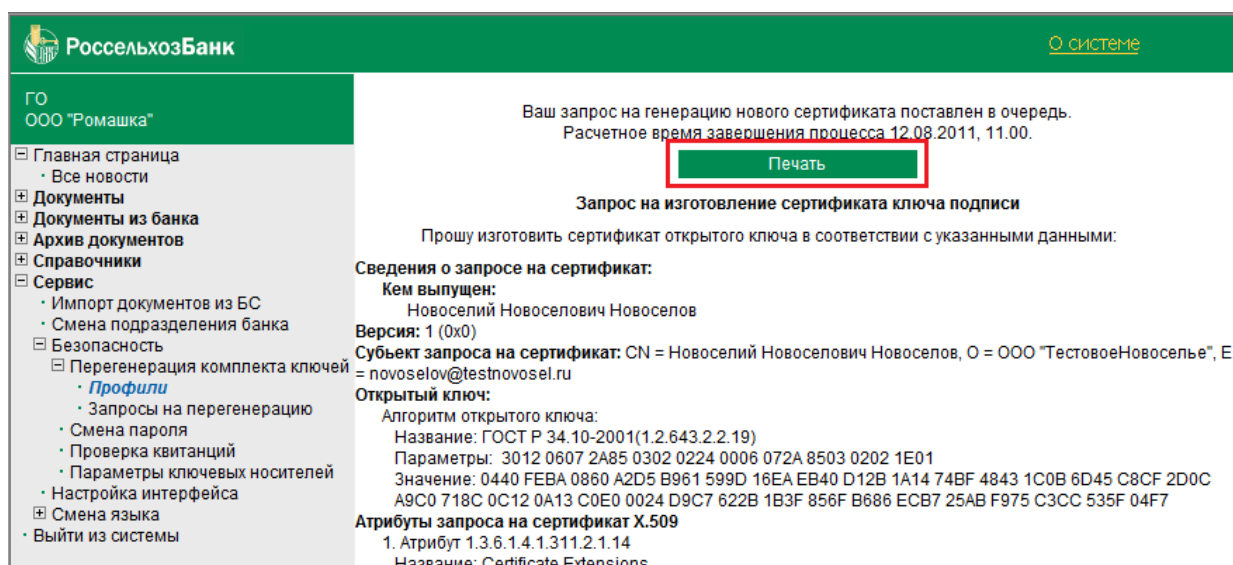 РоссельхозБанк
О системе
ГО
ООО "Ромашка"
Главная страница
Все новости
Документы
Документы из банка
Архив документов
Справочники
Сервис
Импорт документов из БС
Смена подразделения банка
Безопасность
Перегенерация комплекта ключей
Профили
Запросы на перегенерацию
Смена пароля
Проверка квитанций
Параметры ключевых носителей
Настройка интерфейса
Смена языка
Выйти из системы
Ваш запрос на генерацию нового сертификата поставлен в очередь.
Расчетное время завершения процесса 12.08.2011, 11.00.
Печать
Запрос на изготовление сертификата ключа подписи
Прошу изготовить сертификат открытого ключа в соответствии с указанными данными:
Сведения о запросе на сертификат:
Кем выпущен:
Новоселий Новоселович Новоселов
Версия: 1 (0x0)
Субъект запроса на сертификат: CN = Новоселий Новоселович Новоселов, O = ООО "ТестовоеНовоселье", E
= novoselov@testnovosel.ru
Открытый ключ:
Алгоритм открытого ключа:
Название: ГОСТ Р 34.10-2001(1.2.643.2.2.19)
Параметры: 3012 0607 2A85 0302 0224 0006 072A 8503 0202 1E01
Значение: 0440 FEBA 0860 A2D5 B961 599D 16EA EB40 D12B 1A14 74BF 4843 1C0B 6D45 C8CF 2D0C
A9C0 718C 0C12 0A13 C0E0 0024 D9C7 622B 1B3F 856F B686 ECB7 25AB F975 C3CC 535F 04F7
Атрибуты запроса на сертификат X.509
1. Атрибут 1.3.6.1.4.1.311.2.1.14
Название: Certificate Extensions